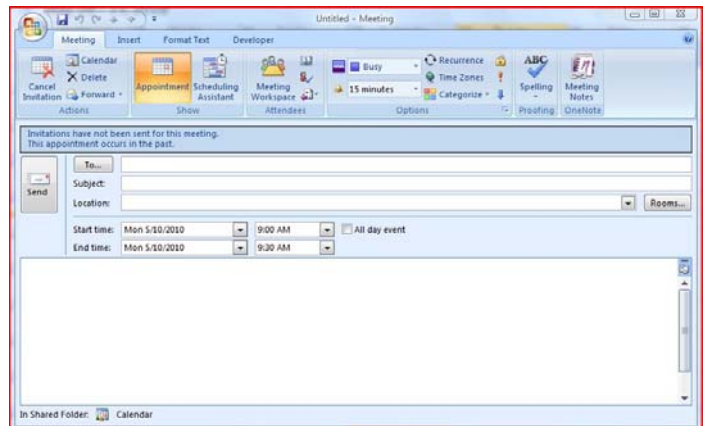 Untitled - Meeting
Meeting Insert Format Text Developer
Cancel Invitation
Calendar
Delete
Forward
Actions
Appointment
Scheduling Assistant
Show
Meeting Workspace
Attendees
Busy
15 minutes
Recurrence
Time Zones
Categorize
Options
ABC
Spelling
Proofing
Meeting Notes
OneNote
Invitations have not been sent for this meeting.
This appointment occurs in the past.
Send
To...
Subject:
Location:
Rooms...
Start time: Mon 5/10/2010 9:00 AM All day event
End time: Mon 5/10/2010 9:30 AM
In Shared Folder: Calendar